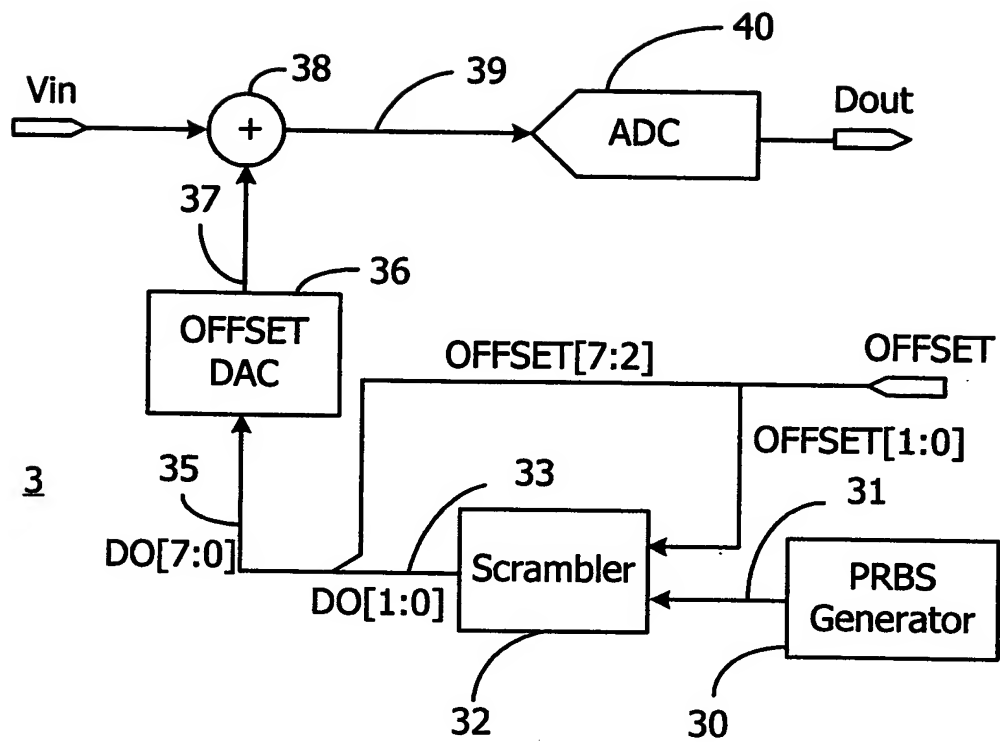 40
38
39
Vin
Dout
+
ADC
37
36
OFFSET
DAC
OFFSET[7:2]
OFFSET
OFFSET[1:0]
3
35
33
31
DO[7:0]
Scrambler
PRBS
Generator
DO[1:0]
32
30